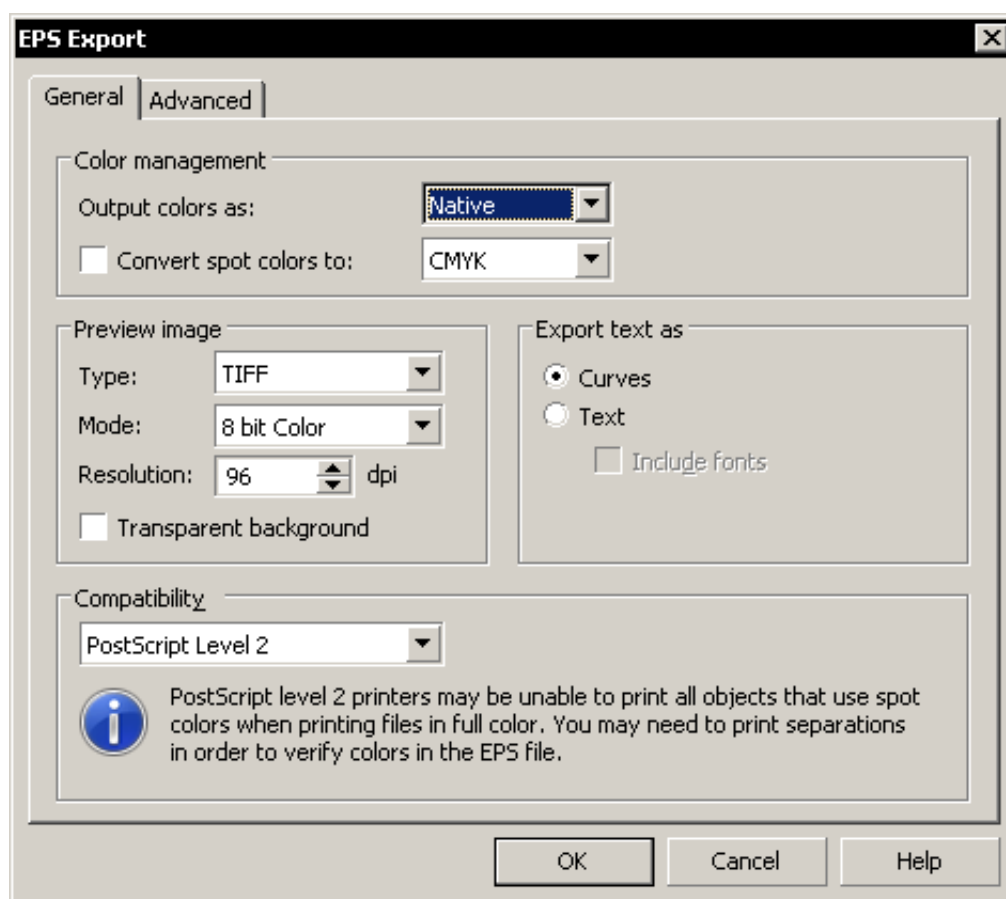 EPS Export
General Advanced
Color management
Output colors as: Native
Convert spot colors to: CMYK
Preview image
Type: TIFF
Mode: 8 bit Color
Resolution: 96 dpi
Transparent background
Export text as
Curves
Text
Include fonts
Compatibility
PostScript Level 2
PostScript level 2 printers may be unable to print all objects that use spot
colors when printing files in full color. You may need to print separations
in order to verify colors in the EPS file.
OK Cancel Help